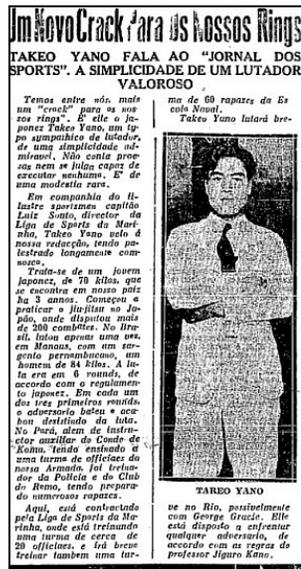 Um Novo Crack Para Os Nossos Rings
TAKEO YANO FALA AO "JORNAL DOS
SPORTS". A SIMPLICIDADE DE UM LUTADOR
VALOROSO
Temos entre nós, mais
um "crack" para os nos-
sos rings". E' elle o ja-
ponez Takeo Yano, um ty-
po sympathico de lutador,
de uma simplicidade ad-
miravel. Não conta proe-
zas nem se julga capaz de
executar nenhuma. E' de
uma modestia rara.
Em companhia do il-
lustre sportsmen capitão
Luiz Souto, director da
Liga de Sports da Mari-
nha, Takeo Yano veio á
nossa redacção, tendo pa-
lestrado longamente com-
nosco.
Trata-se de um jovem
japonez, de 70 kilos, que
se encontra em nosso paiz
ha 3 annos. Começou a
praticar o jiu-jitsu no Ja-
pão, onde disputou mais
de 200 combates. No Bra-
sil, lutou apenas uma vez,
em Manaus, com um sar-
gento pernambucano, um
homem de 84 kilos. A lu-
ta era em 6 rounds, de
accordo com o regulamen-
to japonez. Em cada um
dos tres primeiros rounds
o adversario bateu e aca-
bou desistindo da luta.
No Pará, alem de instru-
ctor auxiliar do Conde de
Koma, tendo ensinado a
uma turma de officiaes da
nossa Armada, foi treina-
dor da Policia e do Club
do Remo, tendo prepara-
do numerosos rapazes.
Aqui, está contractado
pela Liga de Sports da Ma-
rinha, onde está treinando
uma turma de cerca de
20 officiaes. e irá breve
treinar tambem uma tur-
ma de 60 rapazes da Es
cola Naval.
Takeo Yano lutará bre-
TAREO YANO
ve no Rio, possivelmente
com George Gracie. Elle
está disposto a enfrentar
qualquer adversario, de
accordo com as regras do
professor Jiguro Kano.